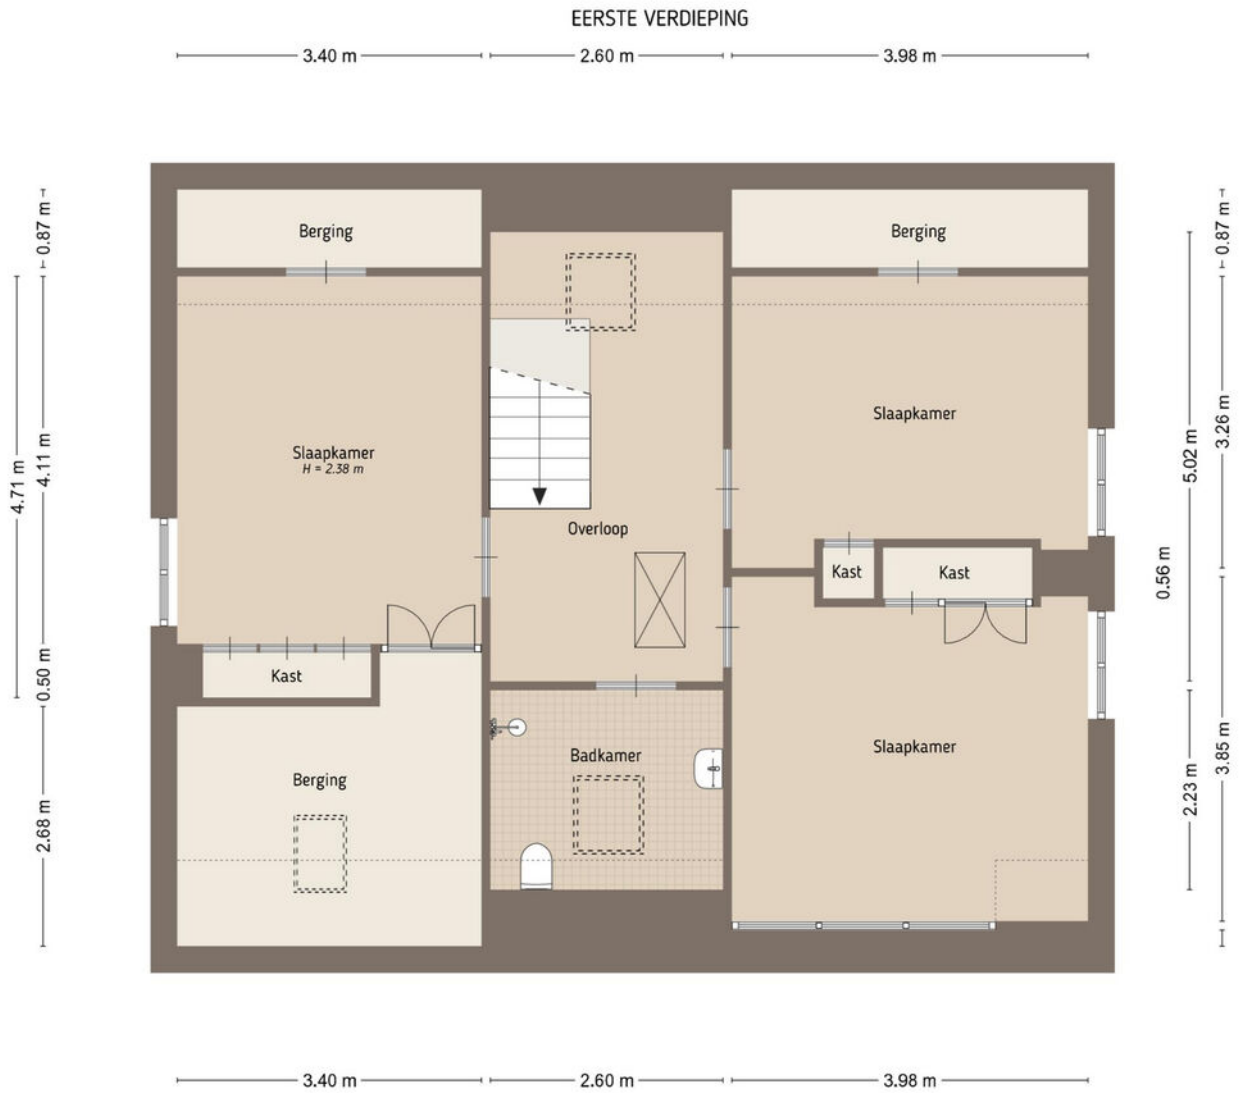 EERSTE VERDIEPING
3.40 m
2.60 m
3.98 m
0.87 m
Berging
Berging
0.87 m
4.71 m
4.11 m
Slaapkamer
H = 2.38 m
Slaapkamer
5.02 m
3.26 m
Overloop
Kast
Kast
0.56 m
0.50 m
Kast
Badkamer
Slaapkamer
Berging
2.68 m
2.23 m
3.85 m
3.40 m
2.60 m
3.98 m